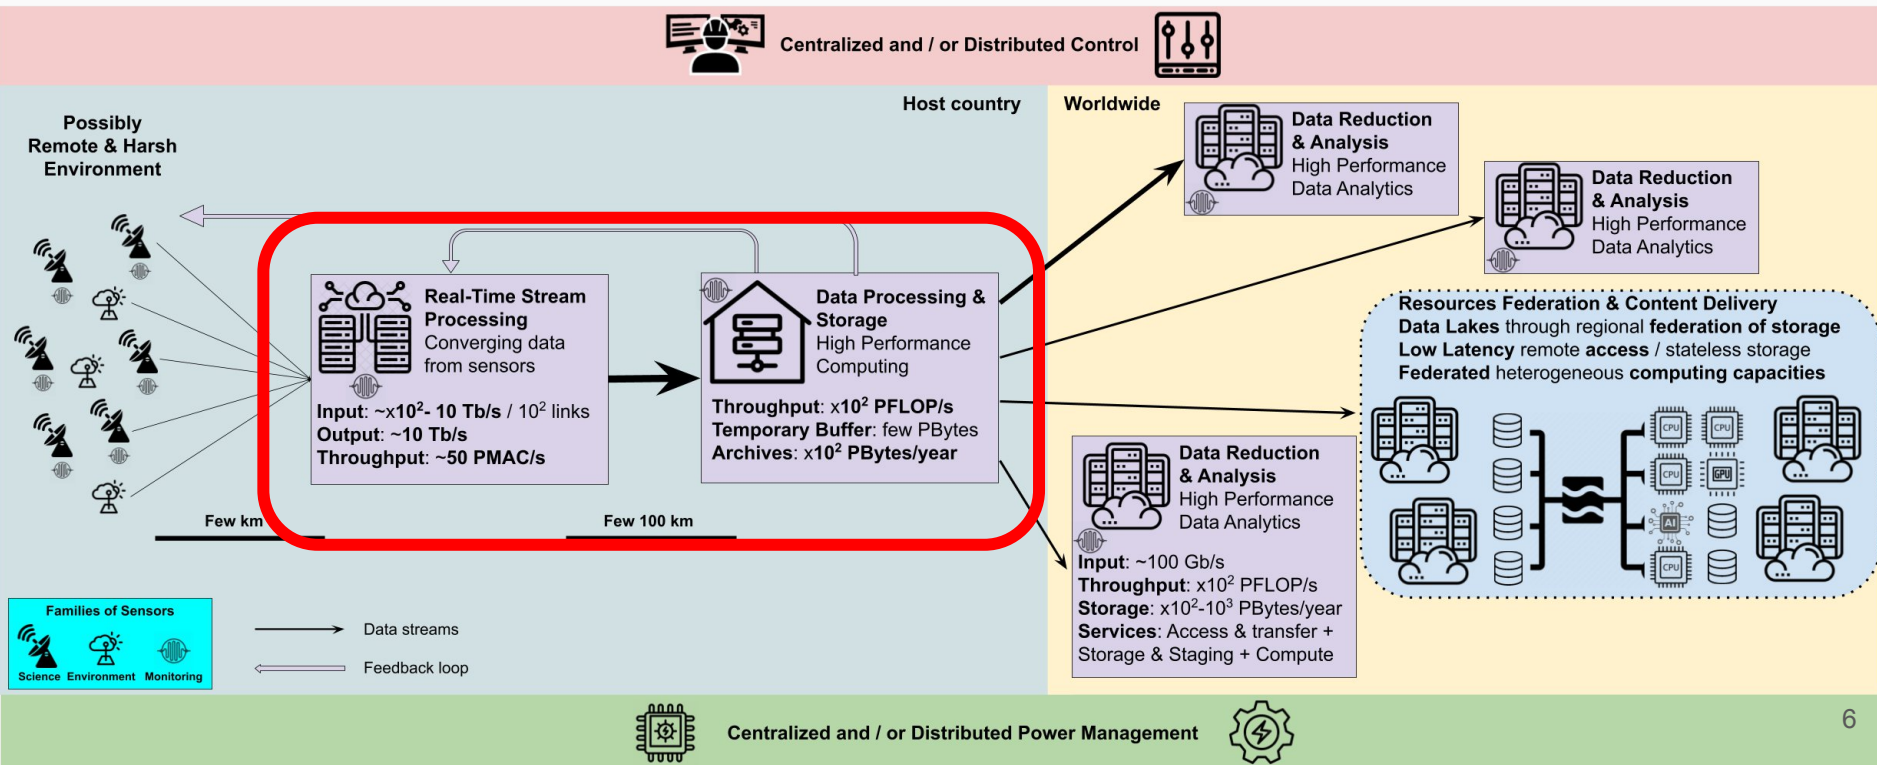 Centralized and / or Distributed Control
Host country
Worldwide
Possibly
Remote & Harsh
Environment
Real-Time Stream
Processing
Converging data
from sensors
Input: ~x10²- 10 Tb/s / 10² links
Output: ~10 Tb/s
Throughput: ~50 PMAC/s
Data Processing &
Storage
High Performance
Computing
Throughput: x10² PFLOP/s
Temporary Buffer: few PBytes
Archives: x10² PBytes/year
Few km
Few 100 km
Data Reduction
& Analysis
High Performance
Data Analytics
Data Reduction
& Analysis
High Performance
Data Analytics
Resources Federation & Content Delivery
Data Lakes through regional federation of storage
Low Latency remote access / stateless storage
Federated heterogeneous computing capacities
CPU
CPU
CPU
GPU
AI
CPU
Data Reduction
& Analysis
High Performance
Data Analytics
Input: ~100 Gb/s
Throughput: x10² PFLOP/s
Storage: x10²-10³ PBytes/year
Services: Access & transfer +
Storage & Staging + Compute
Families of Sensors
Science Environment Monitoring
Data streams
Feedback loop
Centralized and / or Distributed Power Management
6